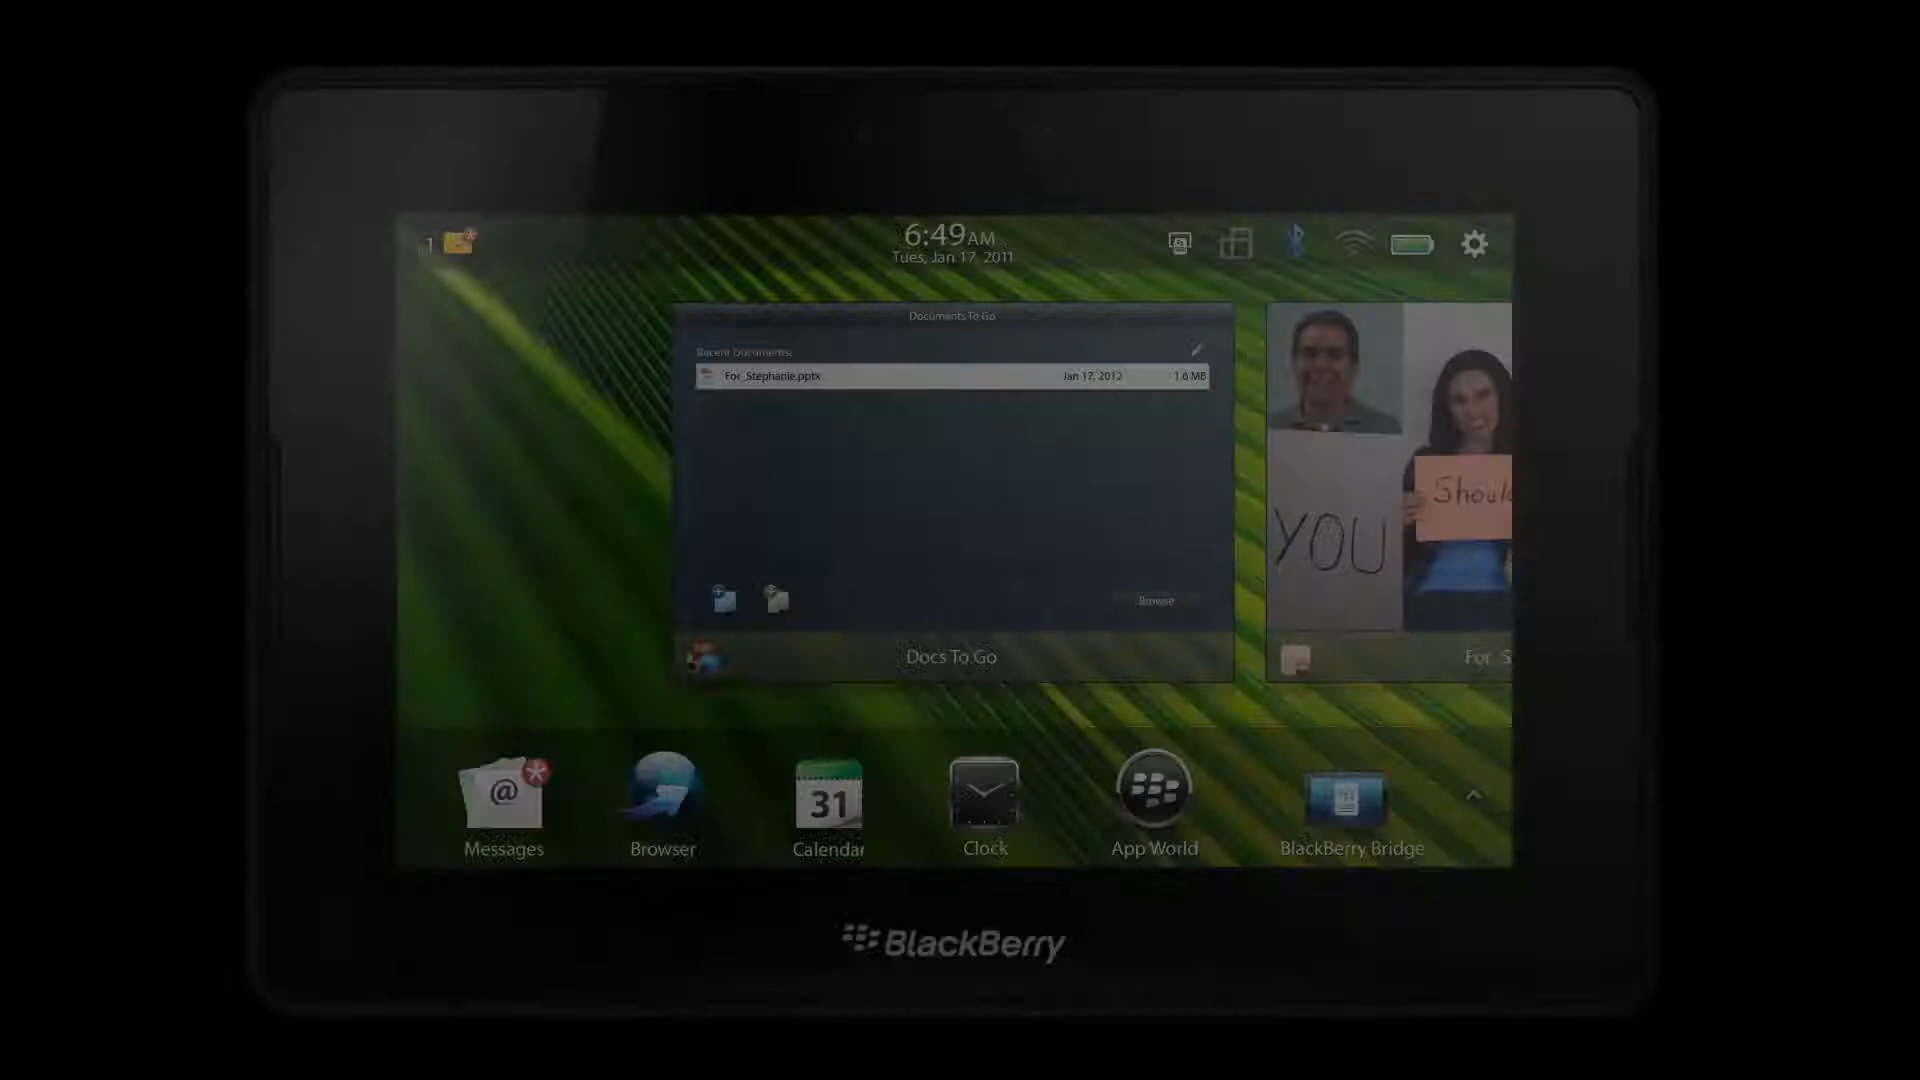 1
6:49AM
Tues, Jan 17, 2011
Documents To Go
Recent Documents:
For_Stephanie.pptx Jan 17, 2012 1.6 MB
Browse
Docs To Go
YOU
Shoul
For_S
@
31
Messages
Browser
Calendar
Clock
App World
BlackBerry Bridge
BlackBerry